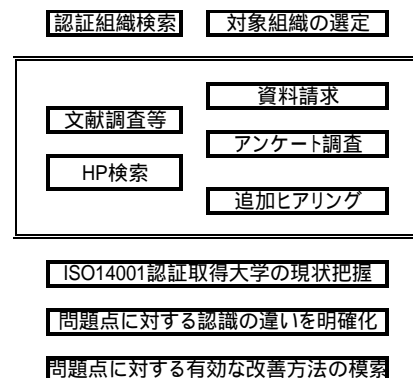 認証組織検索 対象組織の選定
資料請求
文献調査等
アンケート調査
HP検索
追加ヒアリング
ISO14001認証取得大学の現状把握
問題点に対する認識の違いを明確化
問題点に対する有効な改善方法の模索